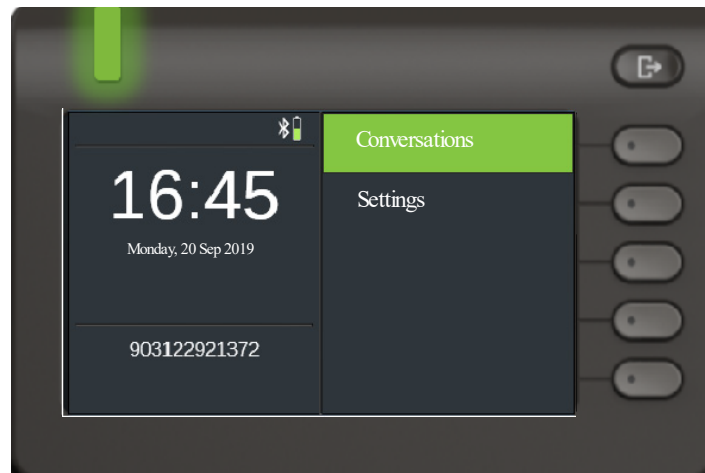 16:45
Monday, 20 Sep 2019
903122921372
Conversations
Settings